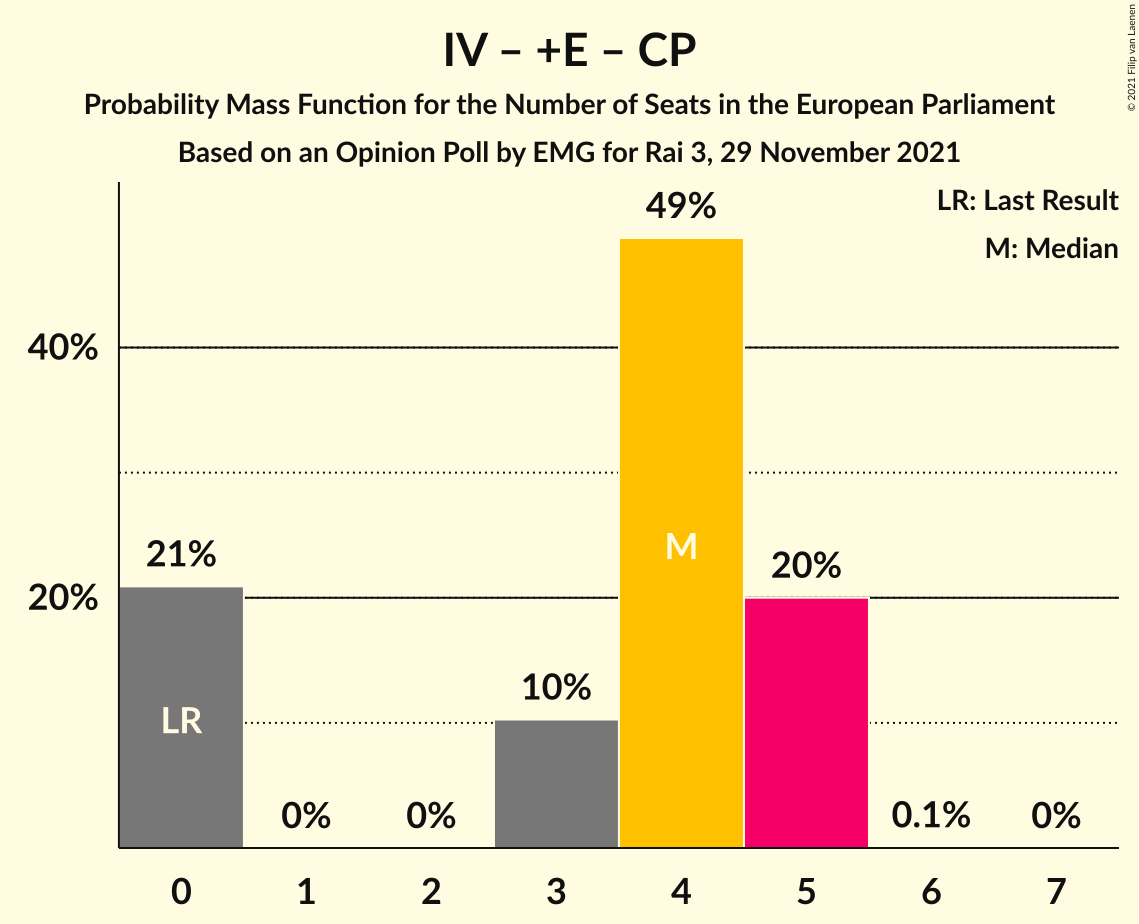 IV – +E – CP
Probability Mass Function for the Number of Seats in the European Parliament
Based on an Opinion Poll by EMG for Rai 3, 29 November 2021
© 2021 Filip van Laenen
LR: Last Result
M: Median
49%
40%
M
21%
20%
20%
10%
LR
0%
0%
0.1%
0%
0 1 2 3 4 5 6 7